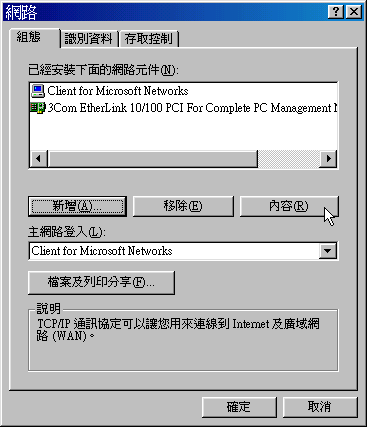 網路
組態 識別資料 存取控制
已經安裝下面的網路元件(N):
Client for Microsoft Networks
3Com EtherLink 10/100 PCI For Complete PC Management N
新增(A)... 移除(E) 內容(R)
主網路登入(L):
Client for Microsoft Networks
檔案及列印分享(F)...
說明
TCP/IP 通訊協定可以讓您用來連線到 Internet 及廣域網
路 (WAN)。
確定 取消